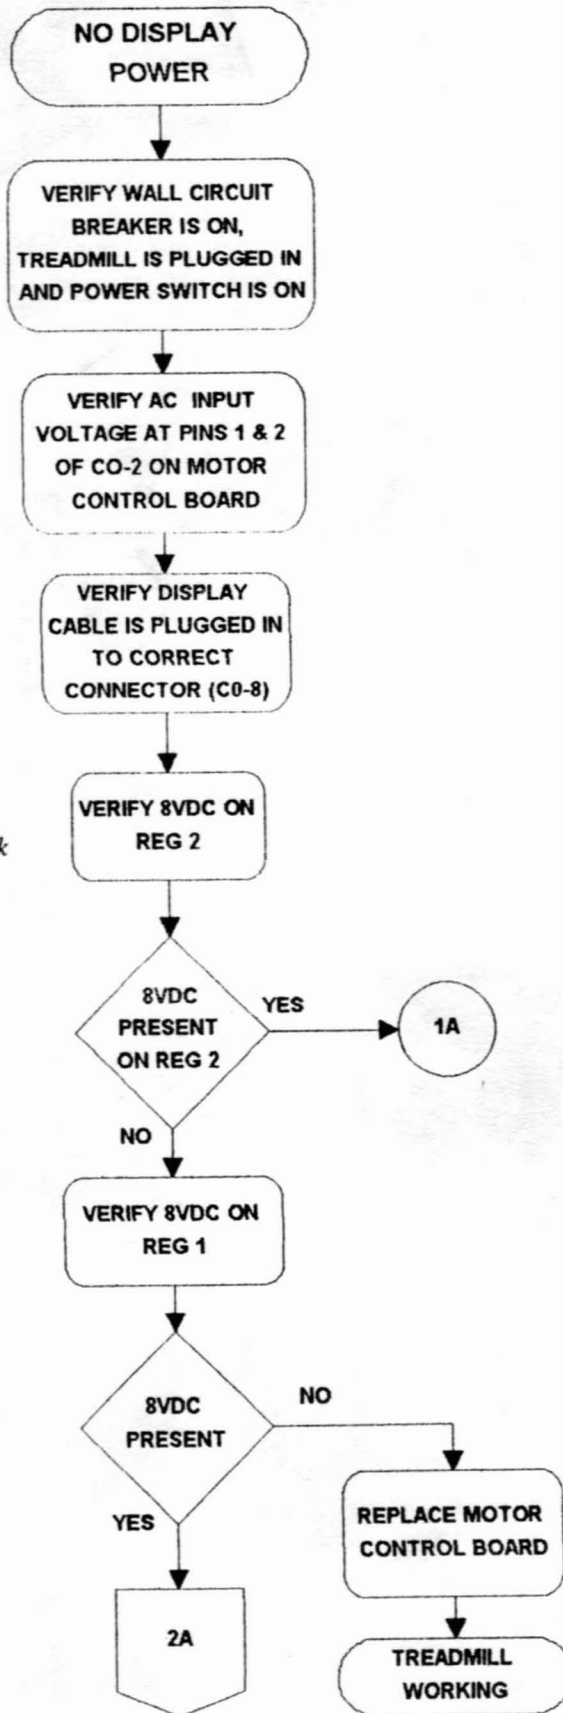 NO DISPLAY
POWER
VERIFY WALL CIRCUIT
BREAKER IS ON,
TREADMILL IS PLUGGED IN
AND POWER SWITCH IS ON
VERIFY AC INPUT
VOLTAGE AT PINS 1 & 2
OF CO-2 ON MOTOR
CONTROL BOARD
VERIFY DISPLAY
CABLE IS PLUGGED IN
TO CORRECT
CONNECTOR (C0-8)
VERIFY 8VDC ON
REG 2
k
8VDC
PRESENT
ON REG 2
YES
1A
NO
VERIFY 8VDC ON
REG 1
8VDC
PRESENT
NO
YES
REPLACE MOTOR
CONTROL BOARD
2A
TREADMILL
WORKING